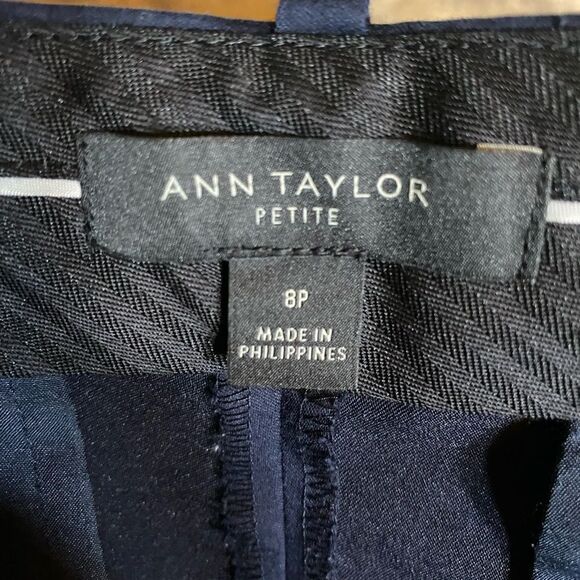 ANN TAYLOR
PETITE
8P
MADE IN
PHILIPPINES